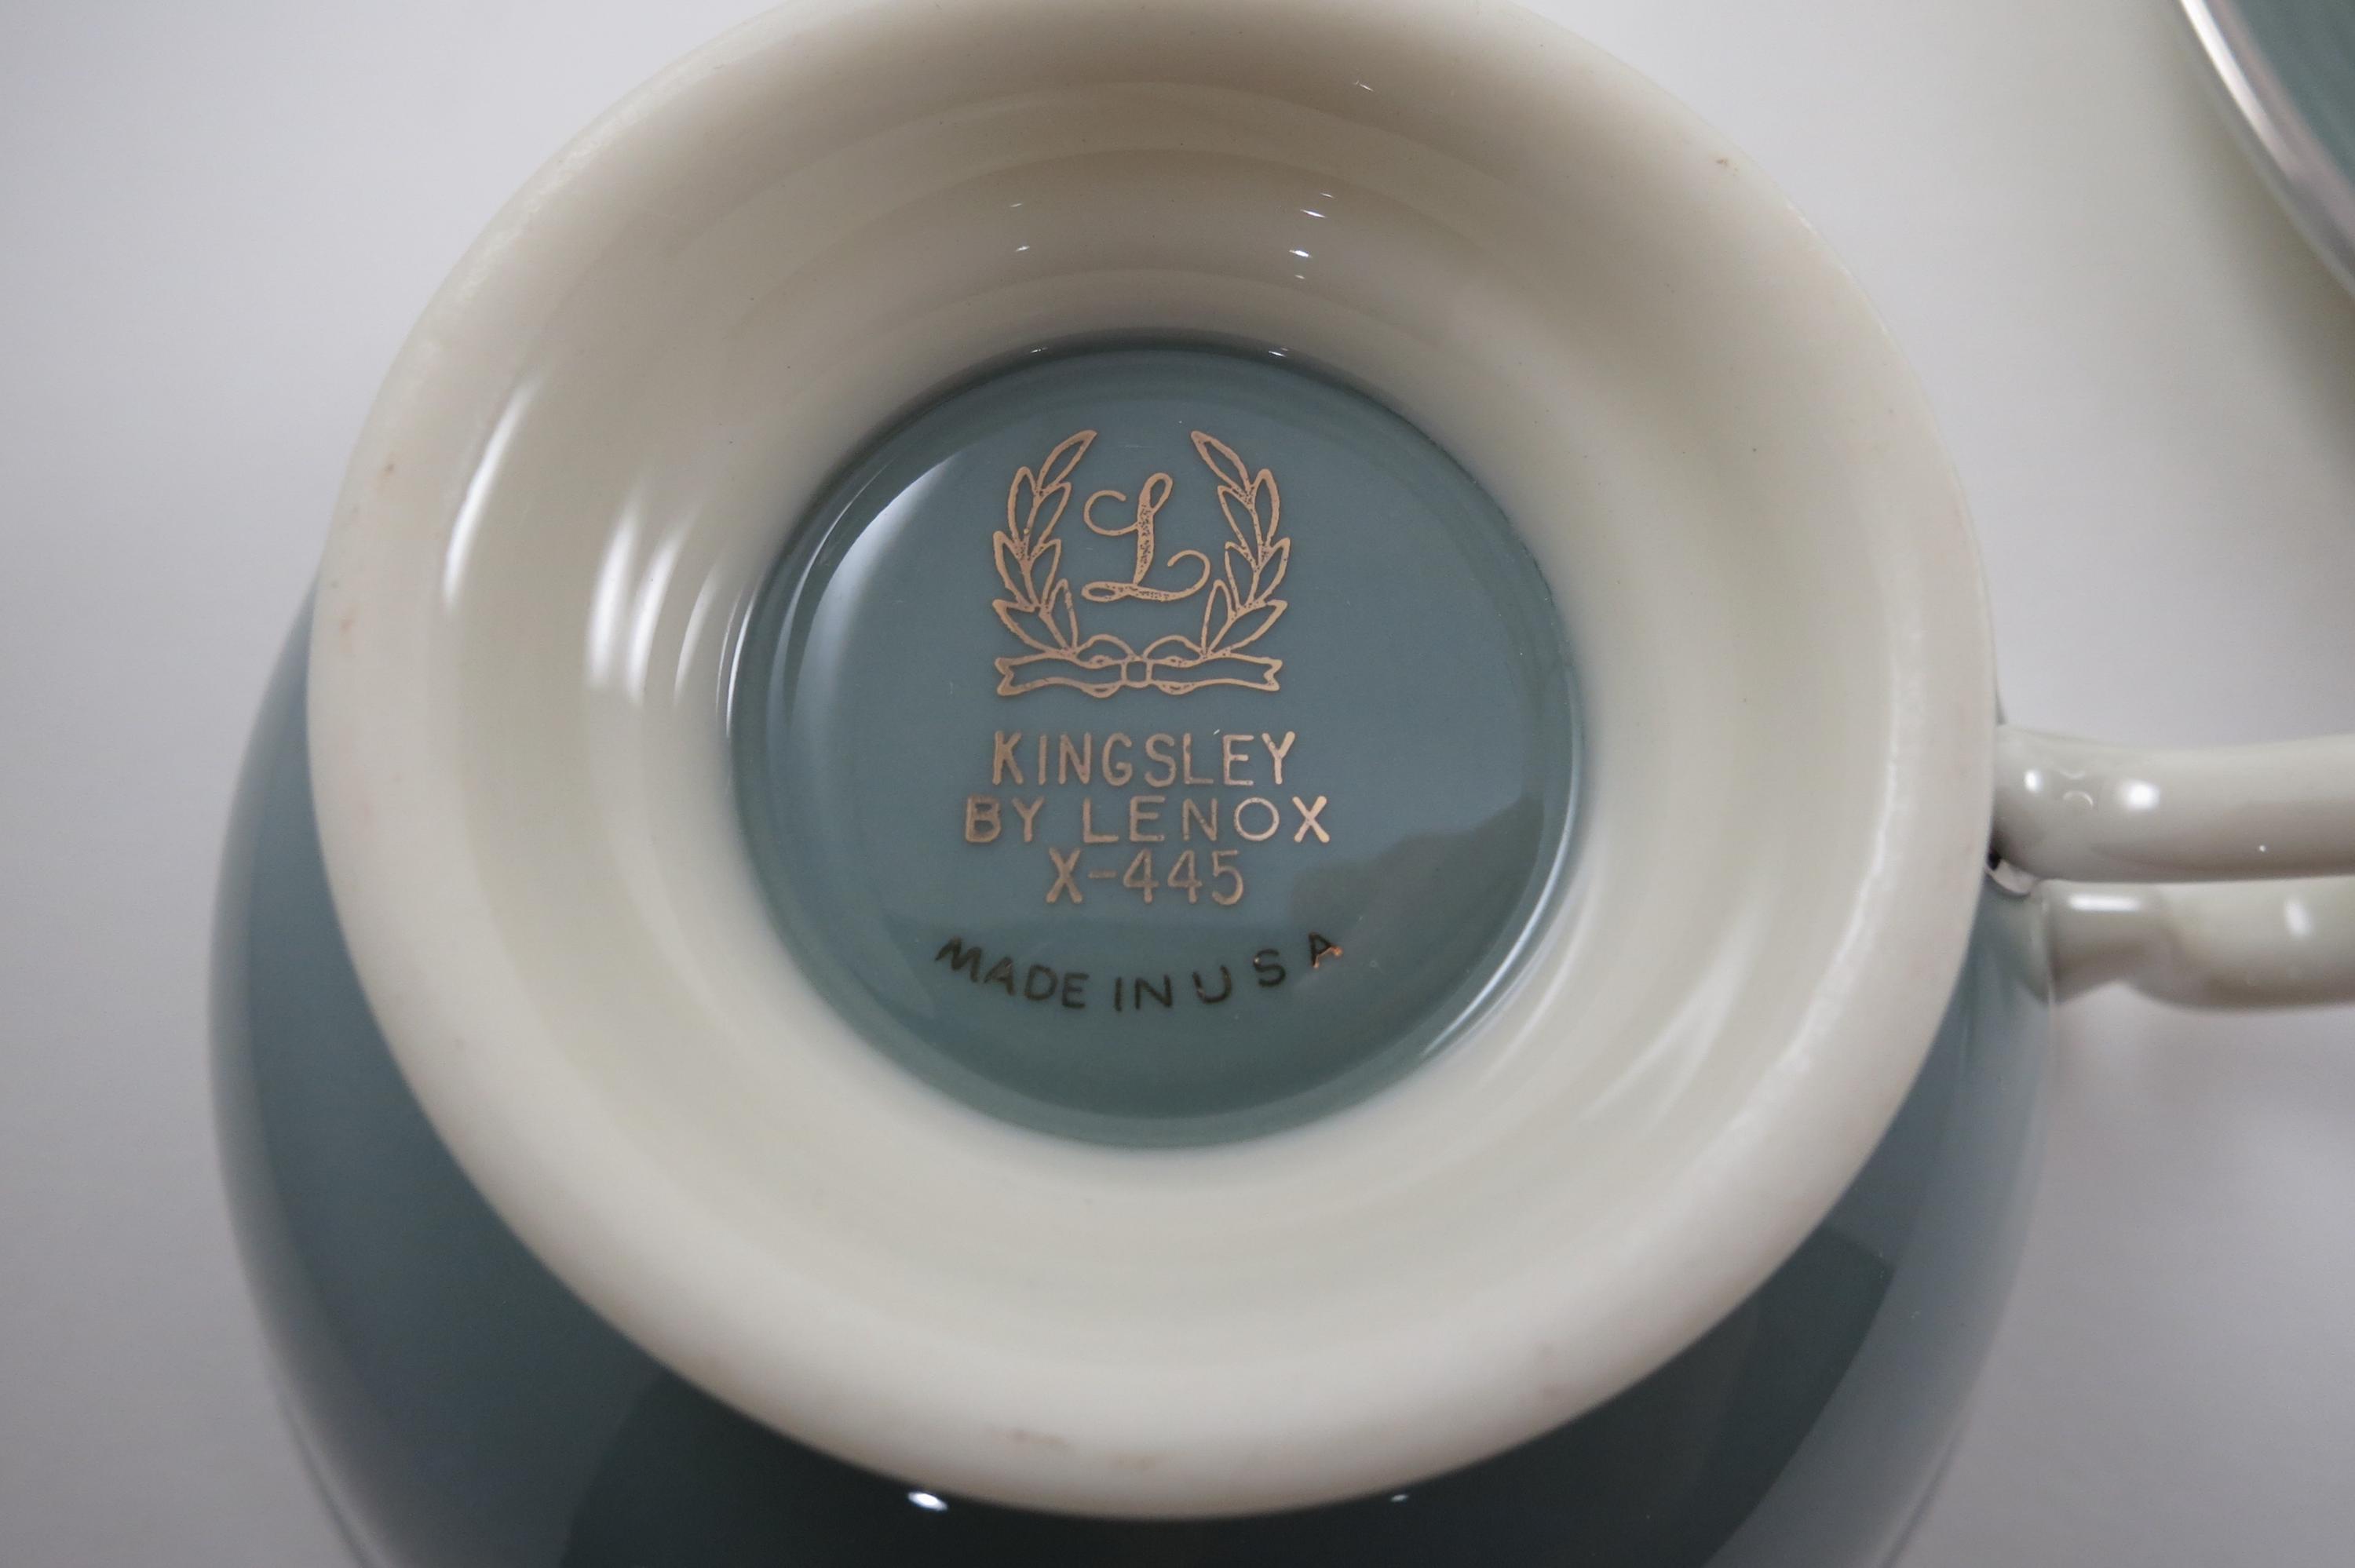 L
KINGSLEY
BY LENOX
X-445
MADE IN U S A